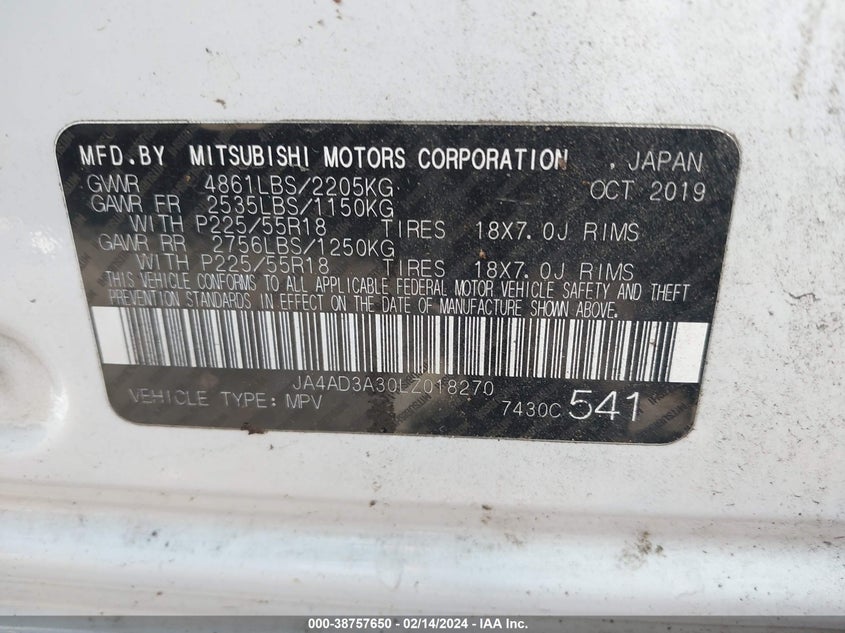 MFD.BY MITSUBISHI MOTORS CORPORATION . JAPAN
GVWR 4861LBS/2205KG OCT 2019
GAWR FR 2535LBS/1150KG
WITH P225/55R18 TIRES 18X7.0J RIMS
GAWR RR 2756LBS/1250KG
WITH P225/55R18 TIRES 18X7.0J RIMS
THIS VEHICLE CONFORMS TO ALL APPLICABLE FEDERAL MOTOR VEHICLE SAFETY AND THEFT
PREVENTION STANDARDS IN EFFECT ON THE DATE OF MANUFACTURE SHOWN ABOVE.
JA4AD3A30LZ018270
VEHICLE TYPE: MPV 7430C 541
000-38757650 - 02/14/2024 - IAA Inc.